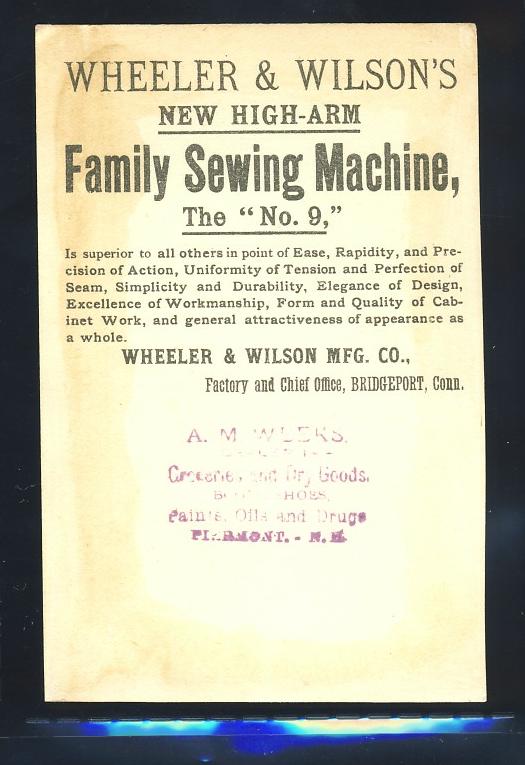 WHEELER & WILSON'S
NEW HIGH-ARM
Family Sewing Machine,
The "No. 9,"
Is superior to all others in point of Ease, Rapidity, and Pre-
cision of Action, Uniformity of Tension and Perfection of
Seam, Simplicity and Durability, Elegance of Design,
Excellence of Workmanship, Form and Quality of Cab-
inet Work, and general attractiveness of appearance as
a whole.
WHEELER & WILSON MFG. CO.,
Factory and Chief Office, BRIDGEPORT, Conn.
A. M. WEEKS,
Groceries and Dry Goods,
SHOES,
Paints, Oils and Drugs
PIERMONT. - N. H.